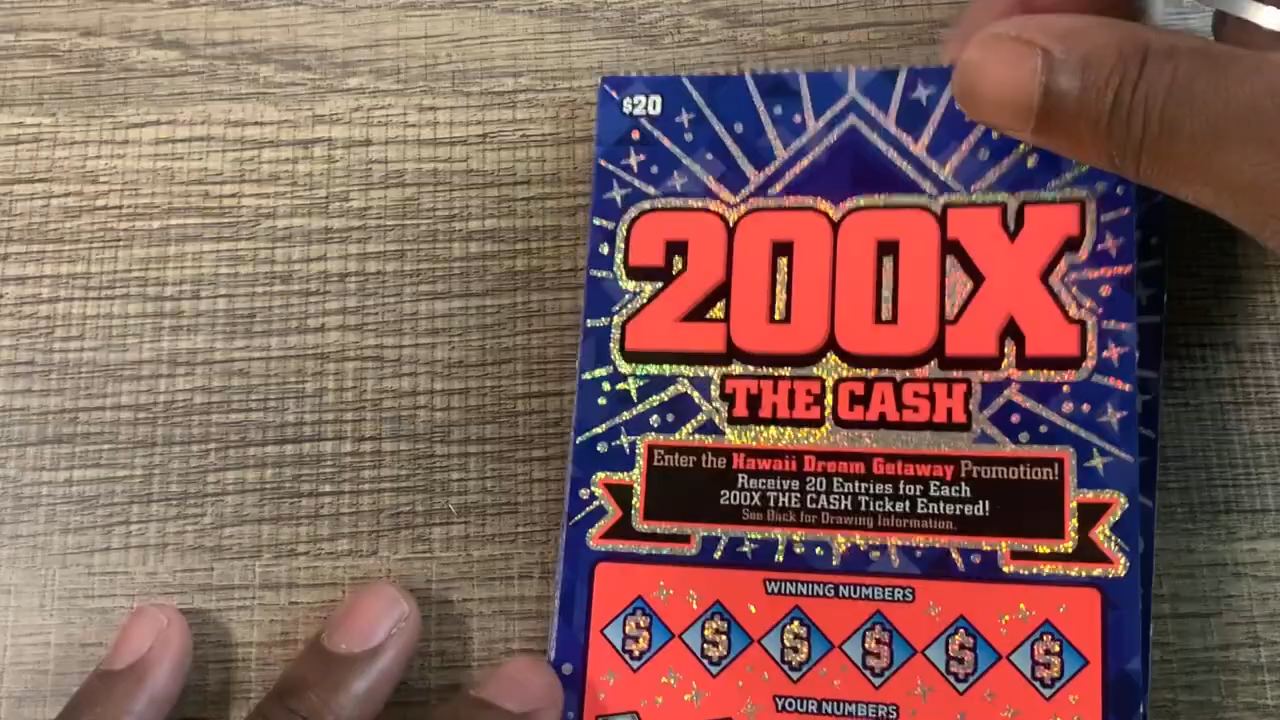 $20
200X
THE CASH
Enter the Hawaii Dream Getaway Promotion!
Receive 20 Entries for Each
200X THE CASH Ticket Entered!
See Back for Drawing Information.
WINNING NUMBERS
$ $ $ $ $ $
YOUR NUMBERS